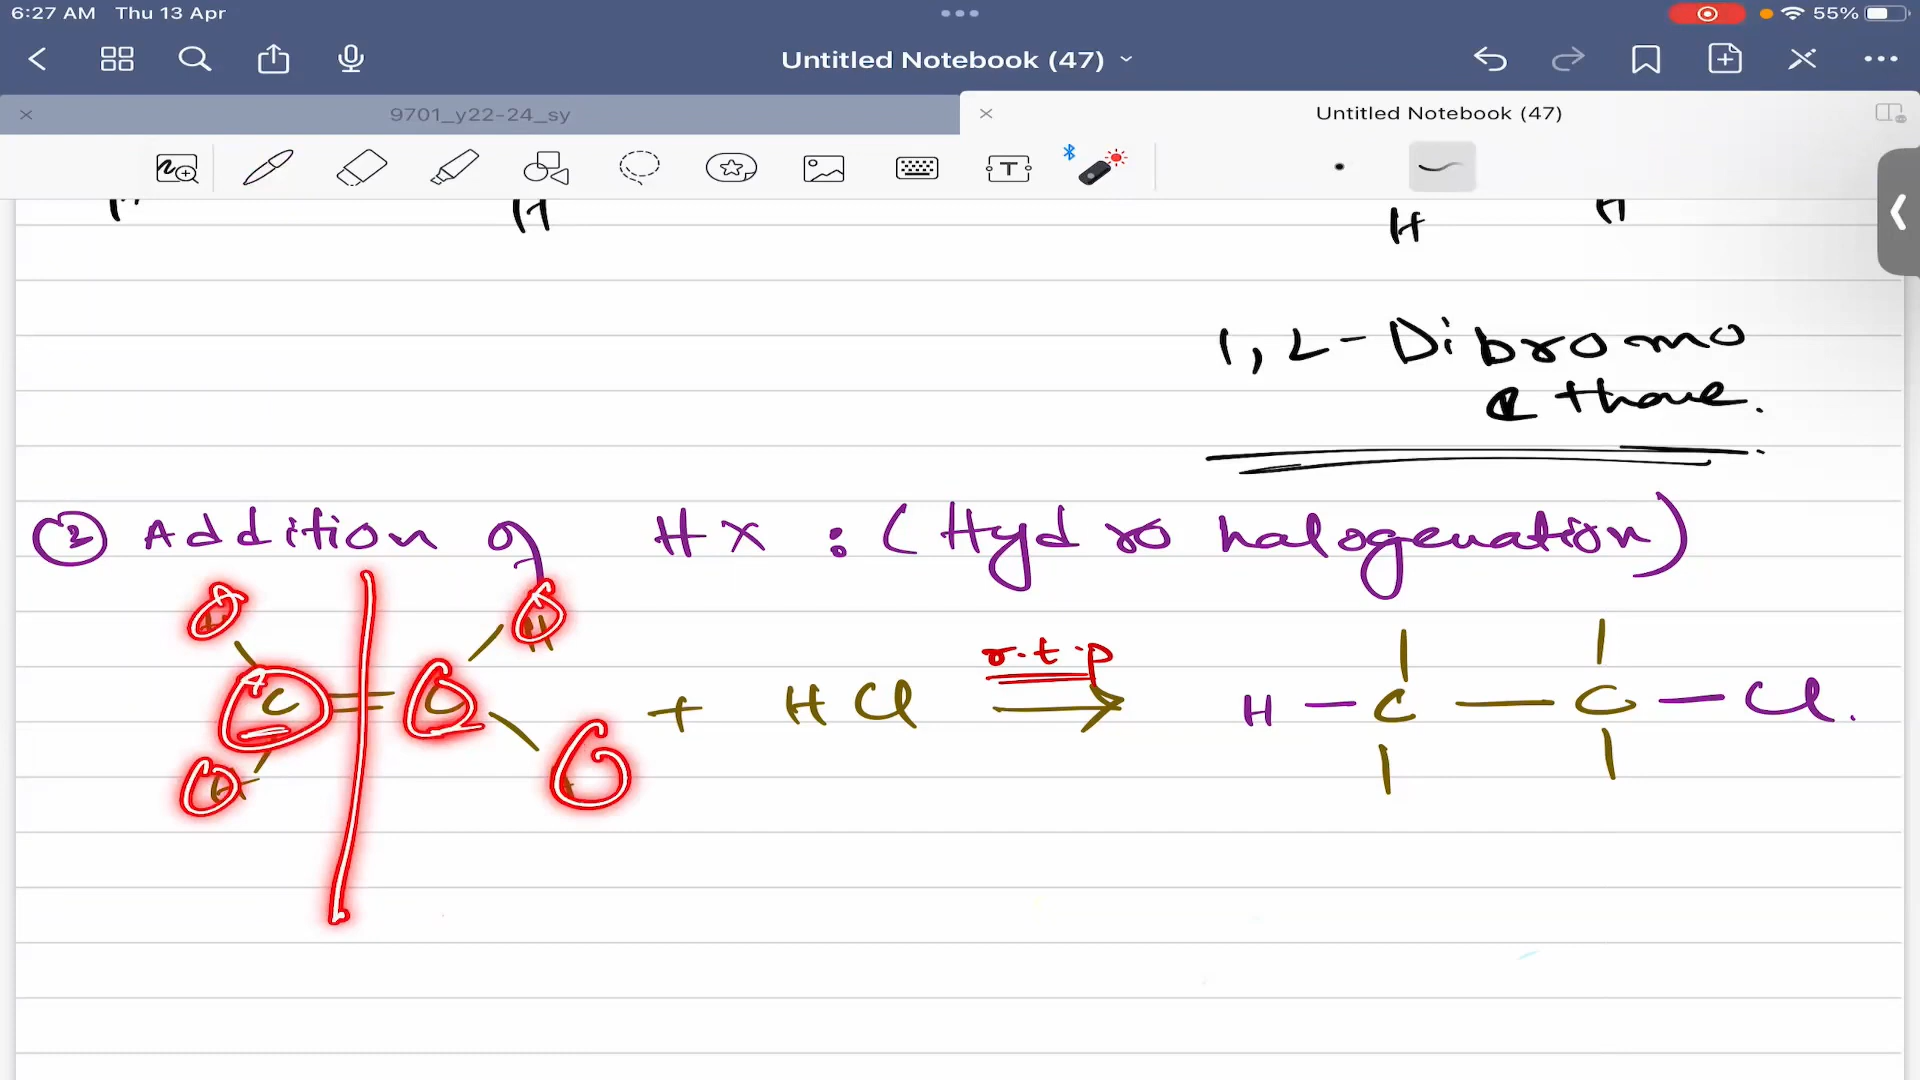 6:27 AM Thu 13 Apr
55%
Untitled Notebook (47)
9701_y22-24_sy
Untitled Notebook (47)
T
H
H
H
1,2-Dibromo
ethane.
② Addition of HX : (Hydrohalogenation)
H
r.t.p
C = C + HCl → H - C — C - Cl.
H